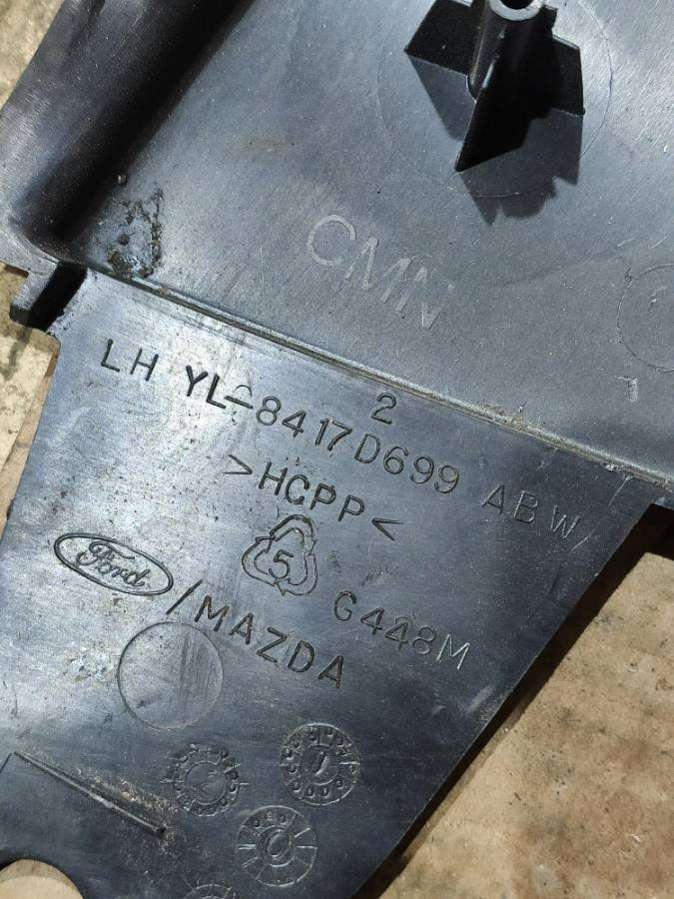 CMN
2
LH YL-8417D699 ABW
>HCPP<
5
G448M
Ford
/MAZDA